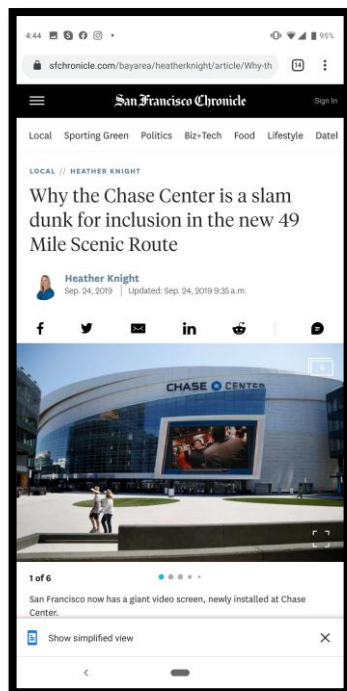 4:44
95%
sfchronicle.com/bayarea/heatherknight/article/Why-th
14
San Francisco Chronicle
Sign In
Local Sporting Green Politics Biz+Tech Food Lifestyle Datel
LOCAL // HEATHER KNIGHT
Why the Chase Center is a slam
dunk for inclusion in the new 49
Mile Scenic Route
Heather Knight
Sep. 24, 2019 | Updated: Sep. 24, 2019 9:35 a.m.
CHASE CENTER
1 of 6
San Francisco now has a giant video screen, newly installed at Chase
Center.
Show simplified view